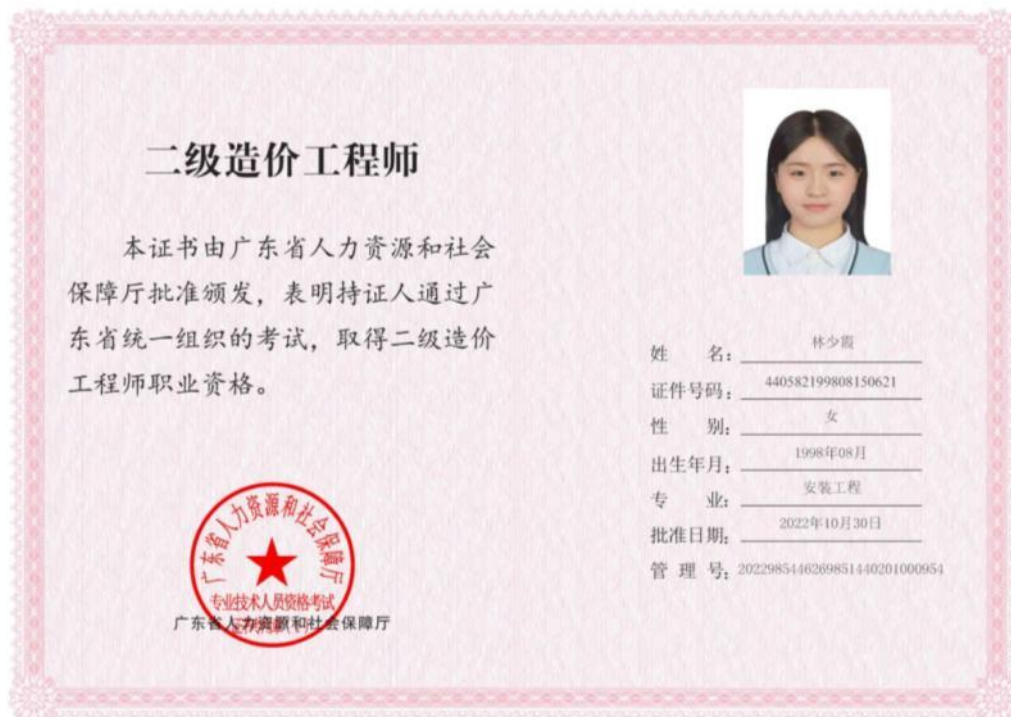 二级造价工程师
本证书由广东省人力资源和社会
保障厅批准颁发，表明持证人通过广
东省统一组织的考试，取得二级造价
工程师职业资格。
广东省人力资源和社会保障厅
专业技术人员资格考试
广东省人力资源和社会保障厅
姓 名：林少霞
证件号码：440582199808150621
性 别：女
出生年月：1998年08月
专 业：安装工程
批准日期：2022年10月30日
管 理 号：2022985446269851440201000954